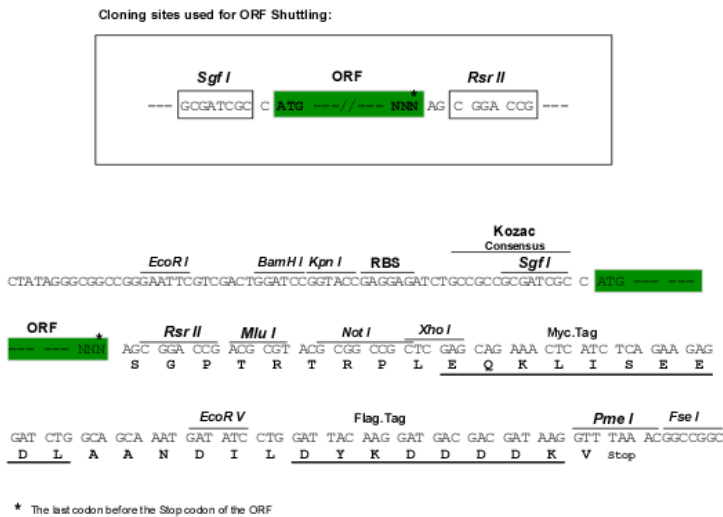 Cloning sites used for ORF Shuttling:
Sgf I ORF Rsr II
*
--- GCGATCGC C ATG ---//--- NNN AG C GGA CCG ---
Kozac
Consensus
EcoR I BamH I Kpn I RBS Sgf I
CTATAGGGCGGCCGGGAATTCGTCGACTGGATCCGGTACCGAGGAGATCTGCCGCCGCGATCGC C ATG --- ---
ORF * Rsr II Mlu I Not I Xho I Myc.Tag
--- --- NNN AGC GGA CCG ACG CGT ACG CGG CCG CTC GAG CAG AAA CTC ATC TCA GAA GAG
S G P T R T R P L E Q K L I S E E
EcoR V Flag.Tag Pme I Fse I
GAT CTG GCA GCA AAT GAT ATC CTG GAT TAC AAG GAT GAC GAC GAT AAG GTT TAA ACGGCCGGC
D L A A N D I L D Y K D D D D K V Stop
* The last codon before the Stop codon of the ORF